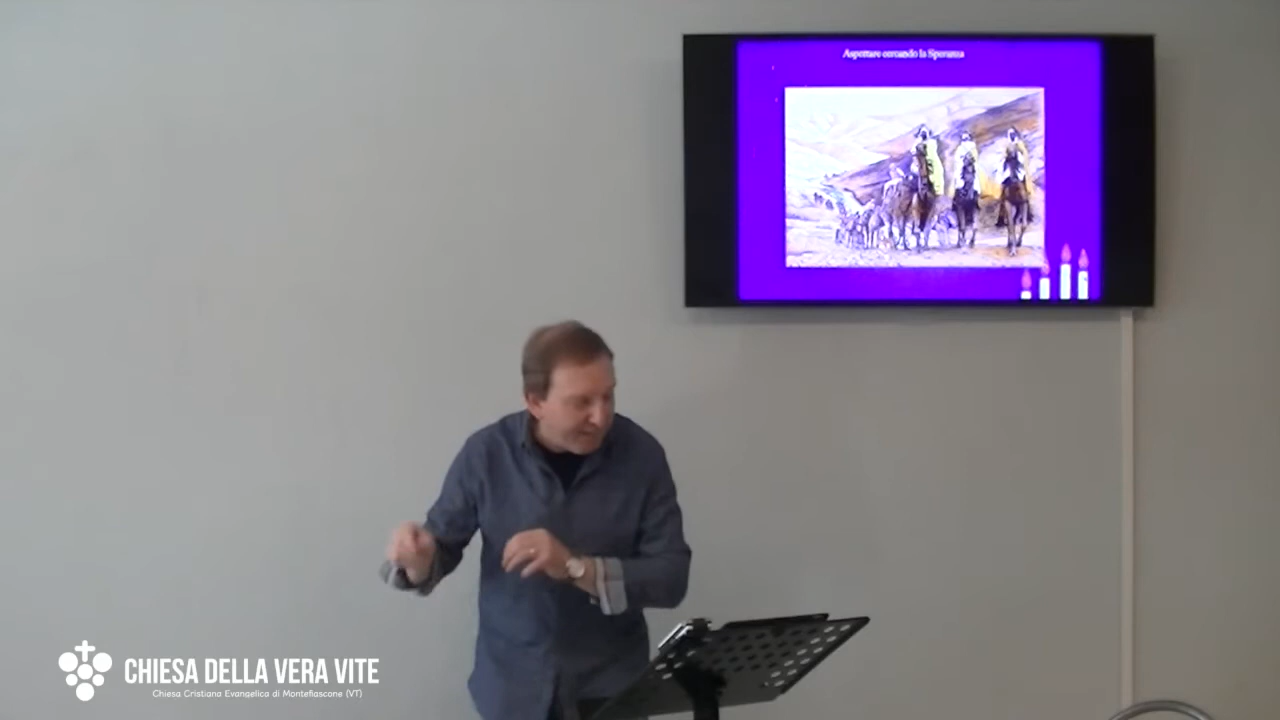 Aspettare cercando la Speranza
CHIESA DELLA VERA VITE
Chiesa Cristiana Evangelica di Montefiascone (VT)